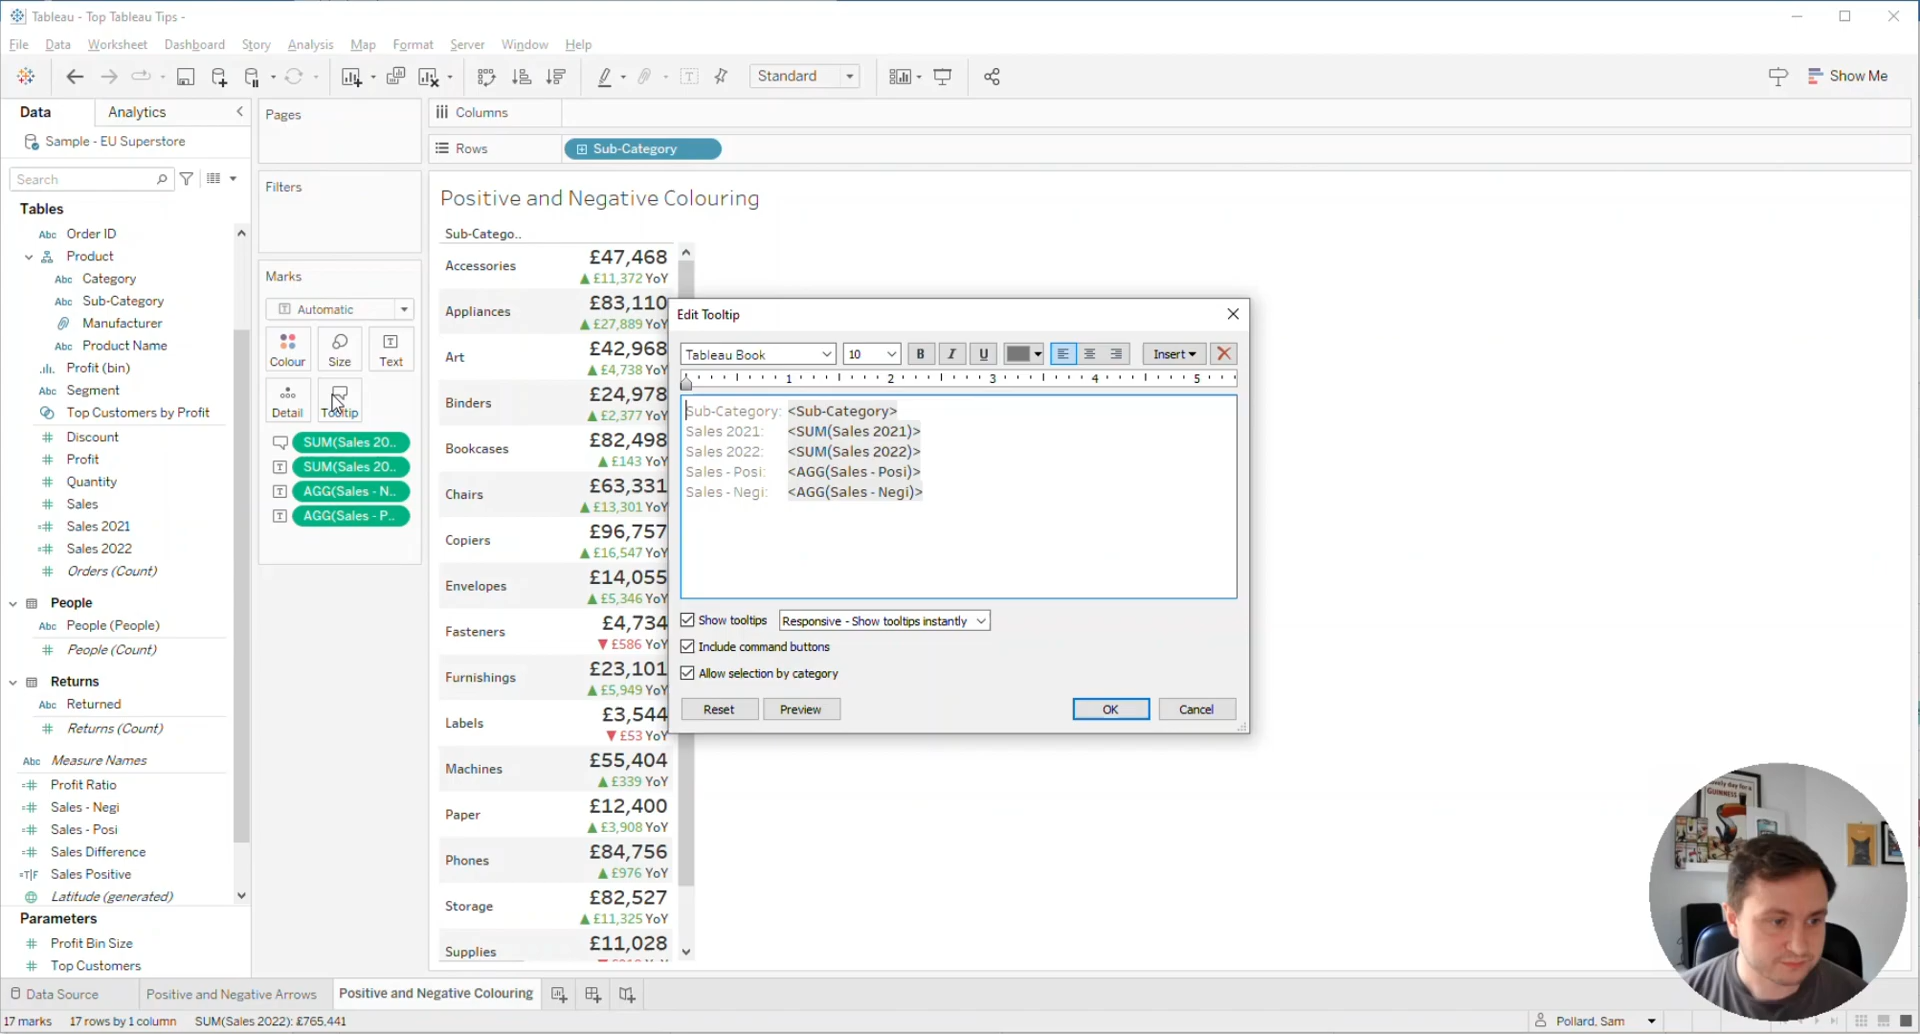 Tableau - Top Tableau Tips -
File Data Worksheet Dashboard Story Analysis Map Format Server Window Help
Standard
Show Me
Data Analytics
Sample - EU Superstore
Search
Tables
Abc Order ID
Product
Abc Category
Abc Sub-Category
Manufacturer
Abc Product Name
Profit (bin)
Abc Segment
Top Customers by Profit
# Discount
# Profit
# Quantity
# Sales
=# Sales 2021
=# Sales 2022
# Orders (Count)
People
Abc People (People)
# People (Count)
Returns
Abc Returned
# Returns (Count)
Abc Measure Names
=# Profit Ratio
=# Sales - Negi
=# Sales - Posi
=# Sales Difference
=T|F Sales Positive
Latitude (generated)
Parameters
# Profit Bin Size
# Top Customers
Pages
Filters
Marks
Automatic
Colour Size Text
Detail Tooltip
SUM(Sales 20..
SUM(Sales 20..
AGG(Sales - N..
AGG(Sales - P..
Columns
Rows
Sub-Category
Positive and Negative Colouring
Sub-Catego..
Accessories £47,468
▲ £11,372 YoY
Appliances £83,110
▲ £27,889 YoY
Art £42,968
▲ £4,738 YoY
Binders £24,978
▲ £2,377 YoY
Bookcases £82,498
▲ £143 YoY
Chairs £63,331
▲ £13,301 YoY
Copiers £96,757
▲ £16,547 YoY
Envelopes £14,055
▲ £5,346 YoY
Fasteners £4,734
▼ £586 YoY
Furnishings £23,101
▲ £5,949 YoY
Labels £3,544
▼ £53 YoY
Machines £55,404
▲ £339 YoY
Paper £12,400
▲ £3,908 YoY
Phones £84,756
▲ £976 YoY
Storage £82,527
▲ £11,325 YoY
Supplies £11,028
Edit Tooltip
Tableau Book 10 B I U Insert
1 2 3 4 5
Sub-Category: <Sub-Category>
Sales 2021: <SUM(Sales 2021)>
Sales 2022: <SUM(Sales 2022)>
Sales - Posi: <AGG(Sales - Posi)>
Sales - Negi: <AGG(Sales - Negi)>
Show tooltips Responsive - Show tooltips instantly
Include command buttons
Allow selection by category
Reset Preview OK Cancel
GUINNESS
Data Source Positive and Negative Arrows Positive and Negative Colouring
17 marks 17 rows by 1 column SUM(Sales 2022): £765,441
Pollard, Sam